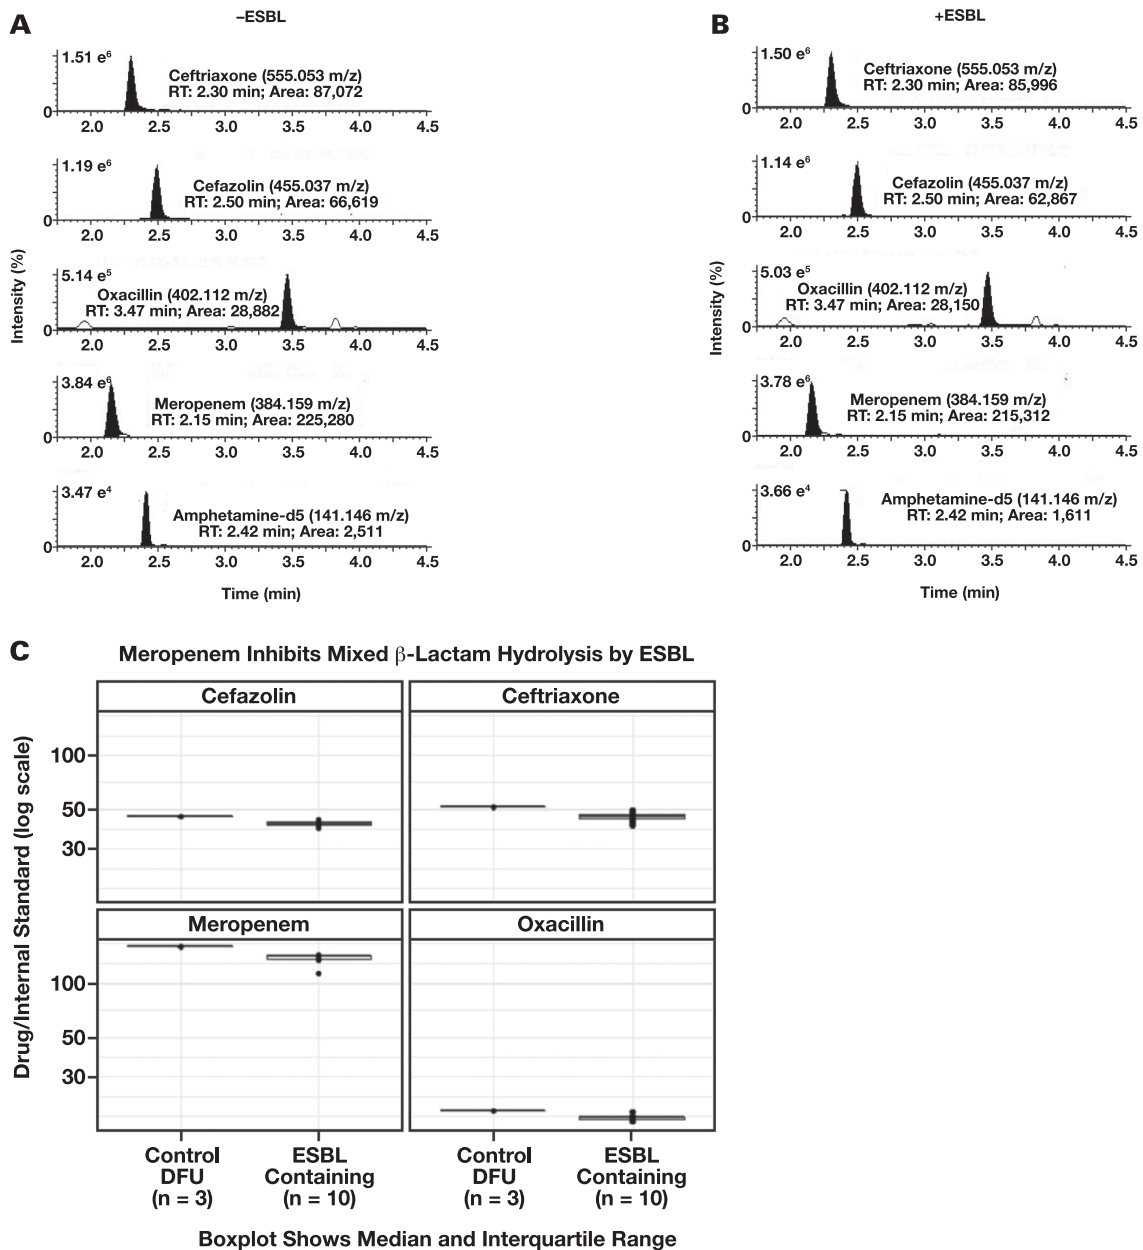 A
–ESBL
1.51 e⁶
Ceftriaxone (555.053 m/z)
RT: 2.30 min; Area: 87,072
0
2.0 2.5 3.0 3.5 4.0 4.5
1.19 e⁶
Cefazolin (455.037 m/z)
RT: 2.50 min; Area: 66,619
0
2.0 2.5 3.0 3.5 4.0 4.5
Intensity (%)
5.14 e⁵
Oxacillin (402.112 m/z)
RT: 3.47 min; Area: 28,882
0
2.0 2.5 3.0 3.5 4.0 4.5
3.84 e⁶
Meropenem (384.159 m/z)
RT: 2.15 min; Area: 225,280
0
2.0 2.5 3.0 3.5 4.0 4.5
3.47 e⁴
Amphetamine-d5 (141.146 m/z)
RT: 2.42 min; Area: 2,511
0
2.0 2.5 3.0 3.5 4.0 4.5
Time (min)
B
+ESBL
1.50 e⁶
Ceftriaxone (555.053 m/z)
RT: 2.30 min; Area: 85,996
0
2.0 2.5 3.0 3.5 4.0 4.5
1.14 e⁶
Cefazolin (455.037 m/z)
RT: 2.50 min; Area: 62,867
0
2.0 2.5 3.0 3.5 4.0 4.5
Intensity (%)
5.03 e⁵
Oxacillin (402.112 m/z)
RT: 3.47 min; Area: 28,150
0
2.0 2.5 3.0 3.5 4.0 4.5
3.78 e⁶
Meropenem (384.159 m/z)
RT: 2.15 min; Area: 215,312
0
2.0 2.5 3.0 3.5 4.0 4.5
3.66 e⁴
Amphetamine-d5 (141.146 m/z)
RT: 2.42 min; Area: 1,611
0
2.0 2.5 3.0 3.5 4.0 4.5
Time (min)
C
Meropenem Inhibits Mixed β-Lactam Hydrolysis by ESBL
Drug/Internal Standard (log scale)
Cefazolin
Ceftriaxone
100
50
30
Meropenem
Oxacillin
100
50
30
Control
DFU
(n = 3)
ESBL
Containing
(n = 10)
Control
DFU
(n = 3)
ESBL
Containing
(n = 10)
Boxplot Shows Median and Interquartile Range